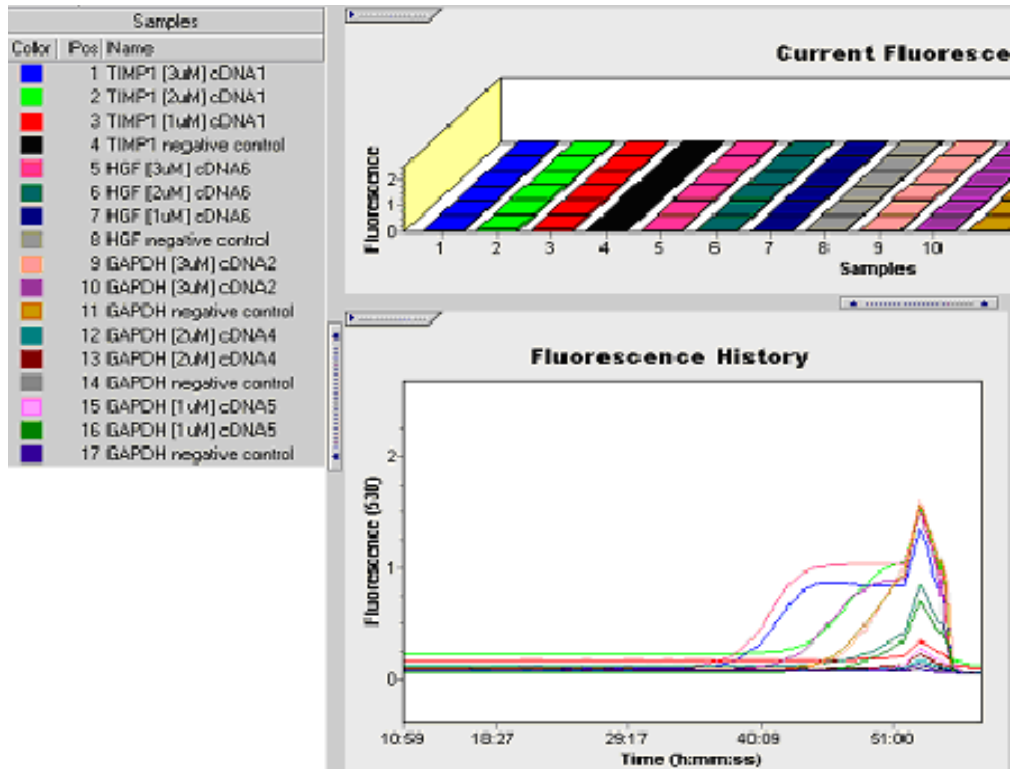 Samples
Color Pos Name
1 TIMP1 [3uM] cDNA1
2 TIMP1 [2uM] cDNA1
3 TIMP1 [1uM] cDNA1
4 TIMP1 negative control
5 HGF [3uM] cDNA6
6 HGF [2uM] cDNA6
7 HGF [1uM] cDNA6
8 HGF negative control
9 GAPDH [3uM] cDNA2
10 GAPDH [3uM] cDNA2
11 GAPDH negative control
12 GAPDH [2uM] cDNA4
13 GAPDH [2uM] cDNA4
14 GAPDH negative control
15 GAPDH [1uM] cDNA5
16 GAPDH [1uM] cDNA5
17 GAPDH negative control
Current Fluoresce
Fluorescence
2
1
0
1 2 3 4 5 6 7 8 9 10
Samples
Fluorescence History
Fluorescence (530)
2
1
0
10:59 18:27 29:17 40:09 51:00
Time (h:mm:ss)